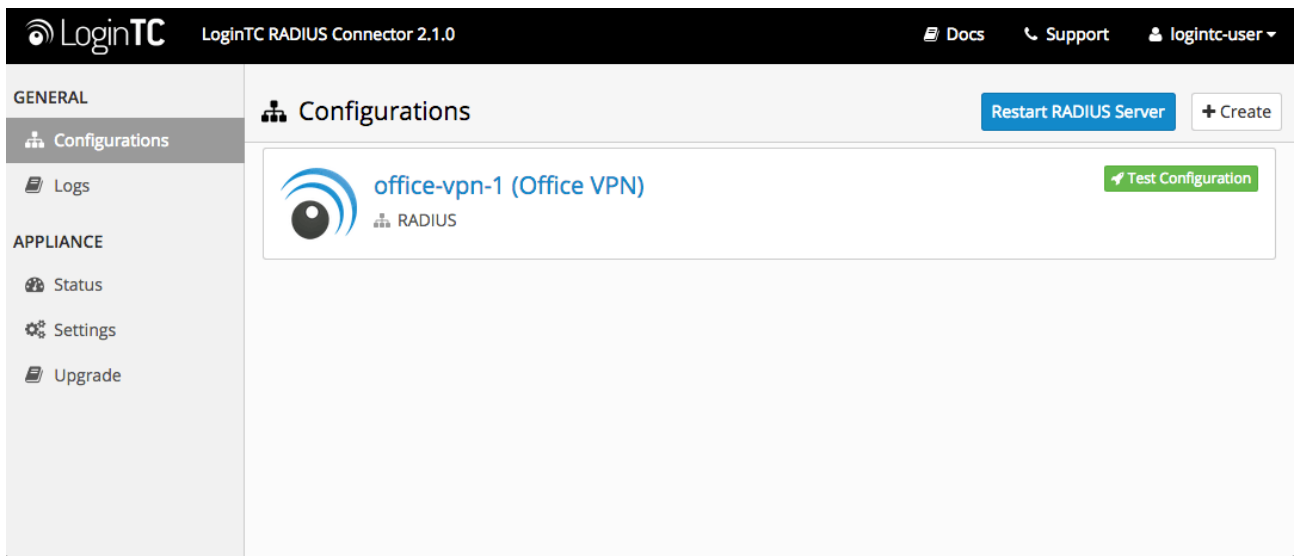 LoginTC LoginTC RADIUS Connector 2.1.0 Docs Support logintc-user
GENERAL
Configurations
Logs
APPLIANCE
Status
Settings
Upgrade
Configurations
Restart RADIUS Server
+ Create
office-vpn-1 (Office VPN)
RADIUS
Test Configuration